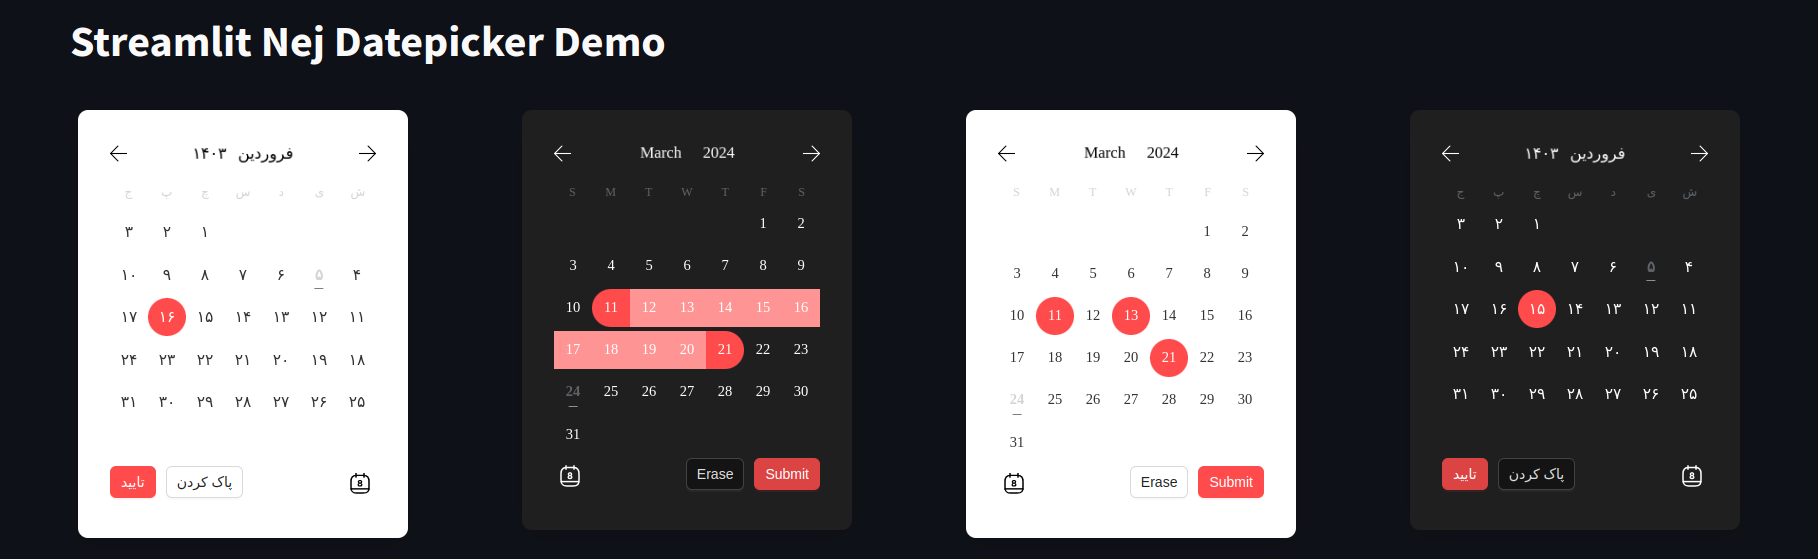 Streamlit Nej Datepicker Demo
فروردین ۱۴۰۳
ش ی د س چ پ ج
۱ ۲ ۳
۴ ۵ ۶ ۷ ۸ ۹ ۱۰
۱۱ ۱۲ ۱۳ ۱۴ ۱۵ ۱۶ ۱۷
۱۸ ۱۹ ۲۰ ۲۱ ۲۲ ۲۳ ۲۴
۲۵ ۲۶ ۲۷ ۲۸ ۲۹ ۳۰ ۳۱
8 پاک کردن تایید
March 2024
S M T W T F S
1 2
3 4 5 6 7 8 9
10 11 12 13 14 15 16
17 18 19 20 21 22 23
24 25 26 27 28 29 30
31
8 Erase Submit
March 2024
S M T W T F S
1 2
3 4 5 6 7 8 9
10 11 12 13 14 15 16
17 18 19 20 21 22 23
24 25 26 27 28 29 30
31
8 Erase Submit
فروردین ۱۴۰۳
ش ی د س چ پ ج
۱ ۲ ۳
۴ ۵ ۶ ۷ ۸ ۹ ۱۰
۱۱ ۱۲ ۱۳ ۱۴ ۱۵ ۱۶ ۱۷
۱۸ ۱۹ ۲۰ ۲۱ ۲۲ ۲۳ ۲۴
۲۵ ۲۶ ۲۷ ۲۸ ۲۹ ۳۰ ۳۱
8 پاک کردن تایید